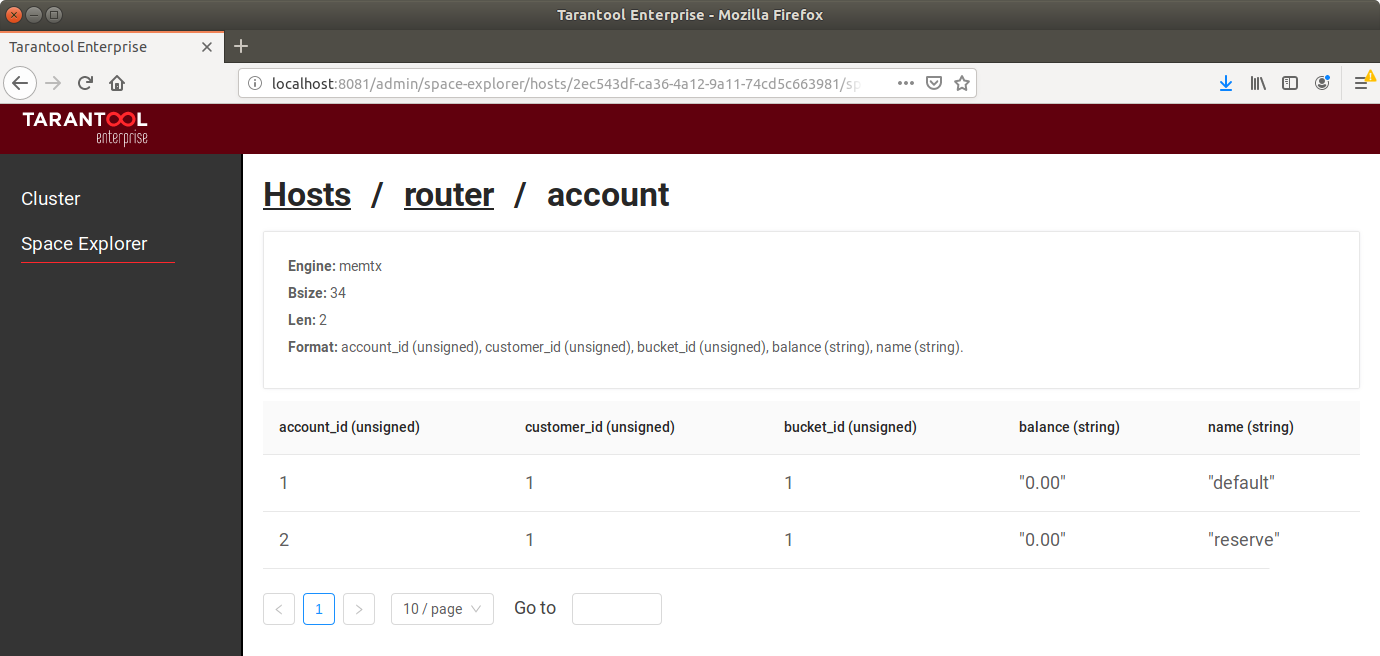 Tarantool Enterprise - Mozilla Firefox
Tarantool Enterprise
localhost:8081/admin/space-explorer/hosts/2ec543df-ca36-4a12-9a11-74cd5c663981/sp
TARANTOOL
enterprise
Cluster
Space Explorer
Hosts / router / account
Engine: memtx
Bsize: 34
Len: 2
Format: account_id (unsigned), customer_id (unsigned), bucket_id (unsigned), balance (string), name (string).
account_id (unsigned) customer_id (unsigned) bucket_id (unsigned) balance (string) name (string)
1 1 1 "0.00" "default"
2 1 1 "0.00" "reserve"
< 1 > 10 / page Go to